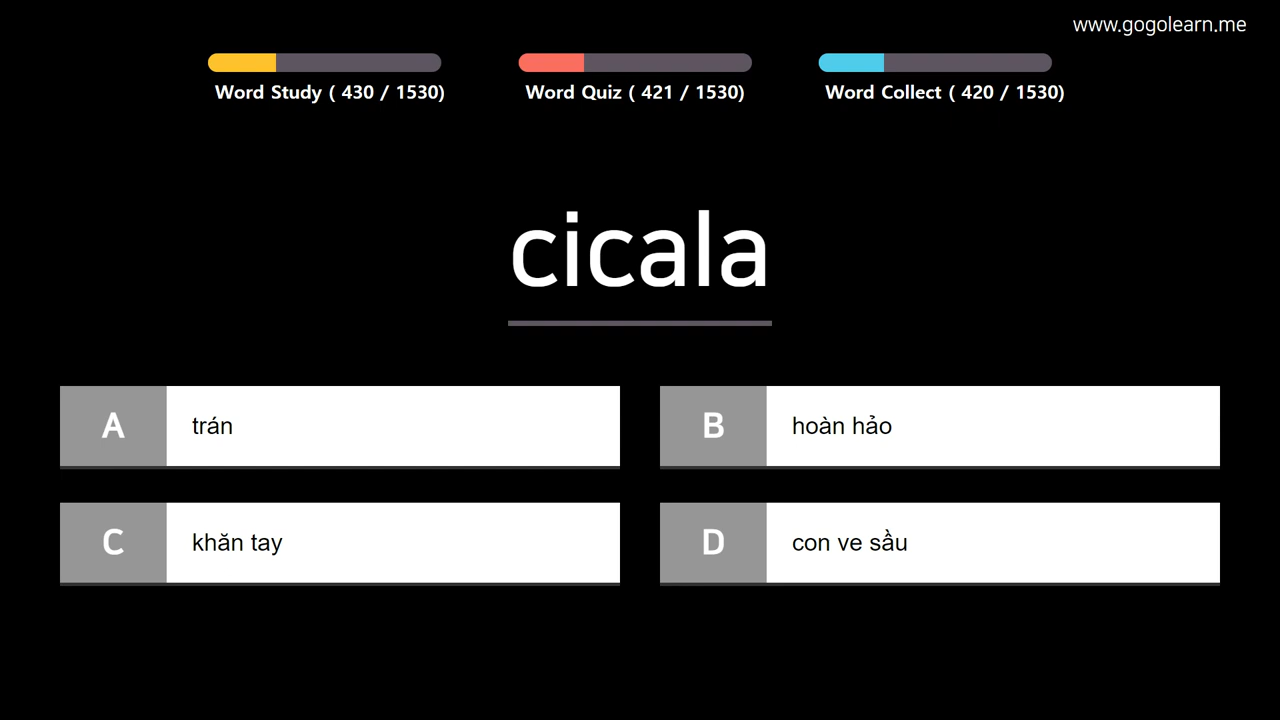 www.gogolearn.me
Word Study ( 430 / 1530)
Word Quiz ( 421 / 1530)
Word Collect ( 420 / 1530)
cicala
A trán
B hoàn hảo
C khăn tay
D con ve sầu